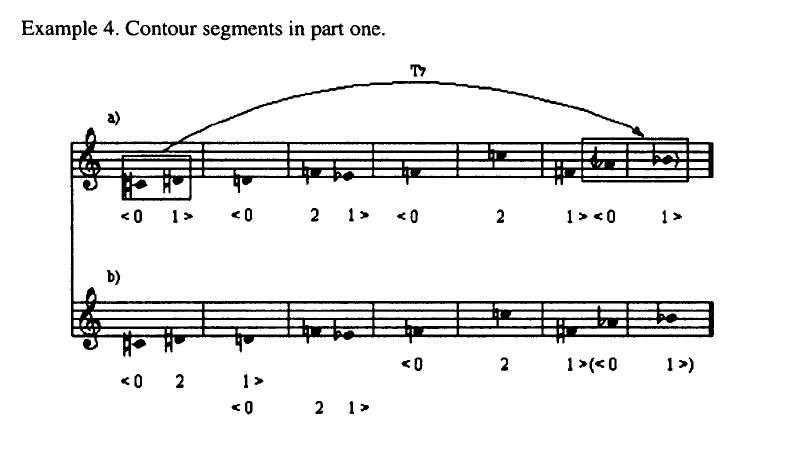 Example 4. Contour segments in part one.
T7
a)
<0 1> <0 2 1> <0 2 1> <0 1>
b)
<0 2 1> <0 2 1>(<0 1>)
<0 2 1>